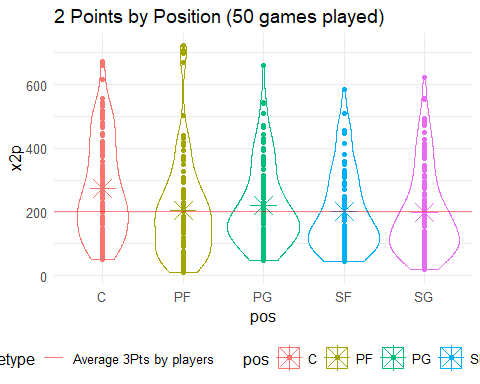 2 Points by Position (50 games played)
600
400
200
0
x2p
C PF PG SF SG
pos
etype Average 3Pts by players pos C PF PG